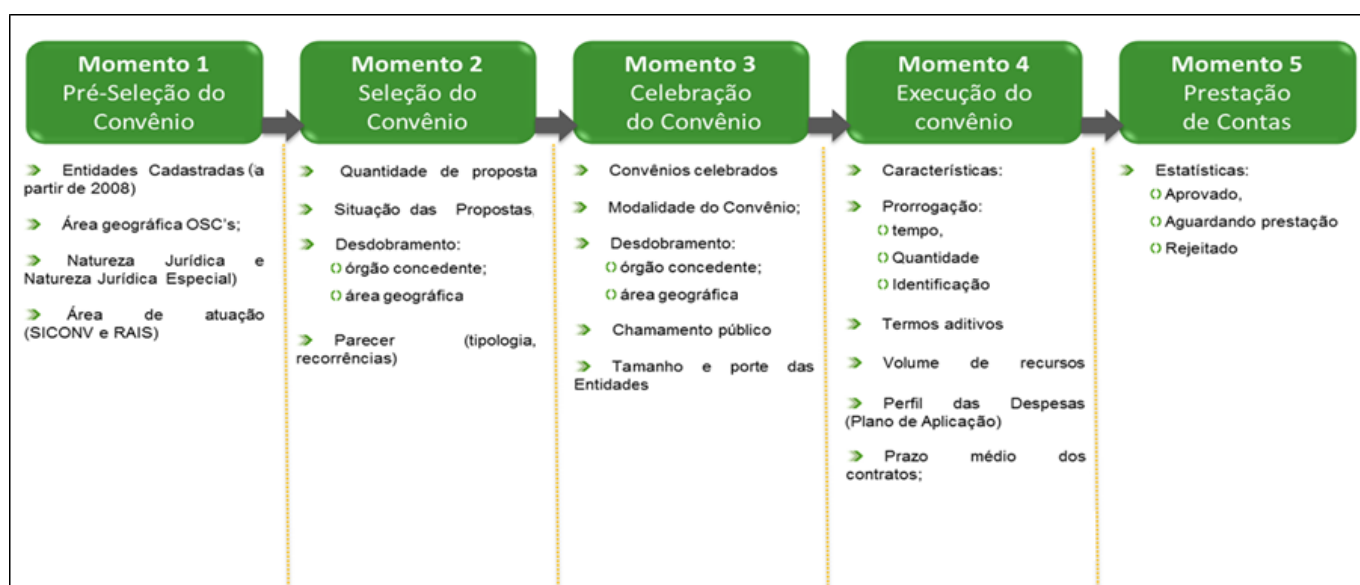 Momento 1
Pré-Seleção do
Convênio
Entidades Cadastradas (a
partir de 2008)
Área geográfica OSC's;
Natureza Jurídica e
Natureza Jurídica Especial)
Área de atuação
(SICONV e RAIS)
Momento 2
Seleção do
Convênio
Quantidade de proposta
Situação das Propostas,
Desdobramento:
órgão concedente;
área geográfica
Parecer (tipologia,
recorrências)
Momento 3
Celebração
do Convênio
Convênios celebrados
Modalidade do Convênio;
Desdobramento:
órgão concedente;
área geográfica
Chamamento público
Tamanho e porte das
Entidades
Momento 4
Execução do
convênio
Características:
Prorrogação:
tempo,
Quantidade
Identificação
Termos aditivos
Volume de recursos
Perfil das Despesas
(Plano de Aplicação)
Prazo médio dos
contratos;
Momento 5
Prestação
de Contas
Estatísticas:
Aprovado,
Aguardando prestação
Rejeitado